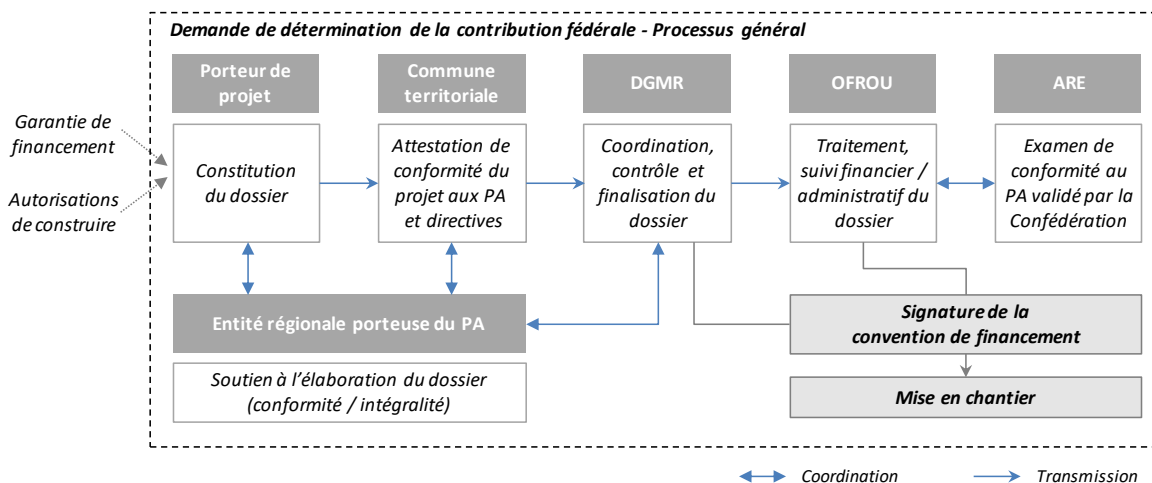 Demande de détermination de la contribution fédérale - Processus général
Porteur de
projet
Commune
territoriale
DGMR
OFROU
ARE
Garantie de
financement
Autorisations
de construire
Constitution
du dossier
Attestation de
conformité du
projet aux PA
et directives
Coordination,
contrôle et
finalisation du
dossier
Traitement,
suivi financier /
administratif du
dossier
Examen de
conformité au
PA validé par la
Confédération
Entité régionale porteuse du PA
Signature de la
convention de financement
Soutien à l'élaboration du dossier
(conformité / intégralité)
Mise en chantier
Coordination
Transmission